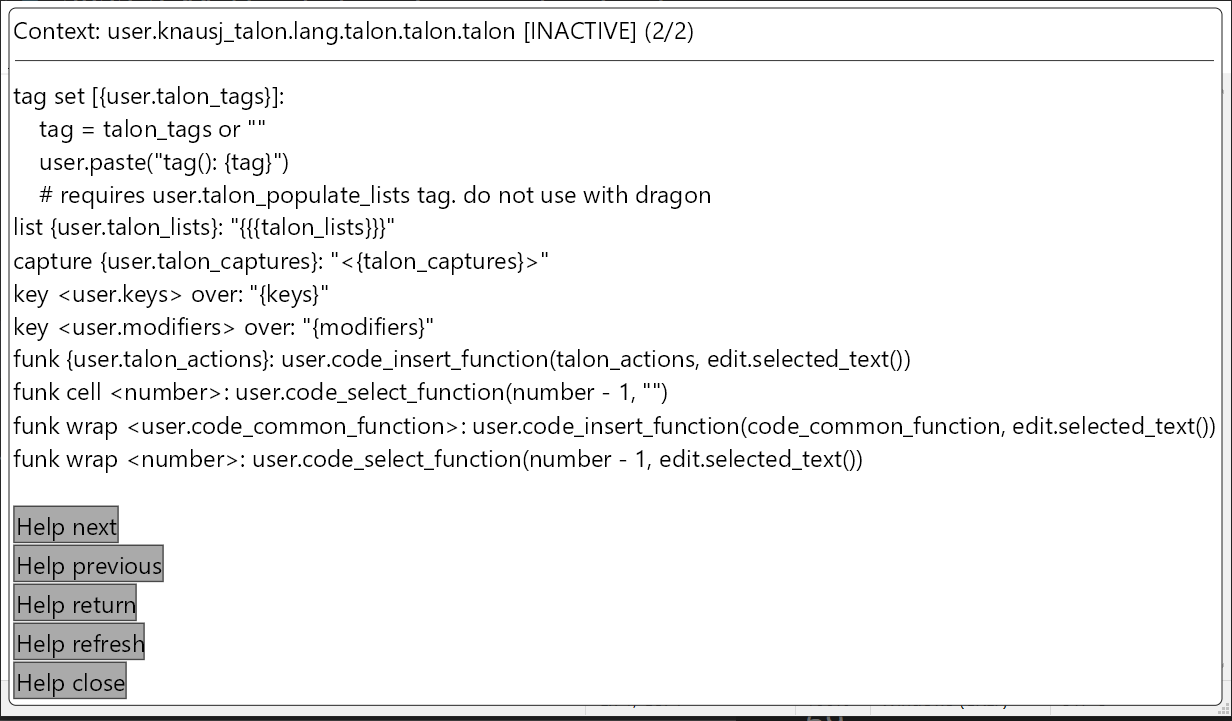 Context: user.knausj_talon.lang.talon.talon.talon [INACTIVE] (2/2)
tag set [{user.talon_tags}]:
    tag = talon_tags or ""
    user.paste("tag(): {tag}")
    # requires user.talon_populate_lists tag. do not use with dragon
list {user.talon_lists}: "{{{talon_lists}}}"
capture {user.talon_captures}: "<{talon_captures}>"
key <user.keys> over: "{keys}"
key <user.modifiers> over: "{modifiers}"
funk {user.talon_actions}: user.code_insert_function(talon_actions, edit.selected_text())
funk cell <number>: user.code_select_function(number - 1, "")
funk wrap <user.code_common_function>: user.code_insert_function(code_common_function, edit.selected_text())
funk wrap <number>: user.code_select_function(number - 1, edit.selected_text())
Help next
Help previous
Help return
Help refresh
Help close